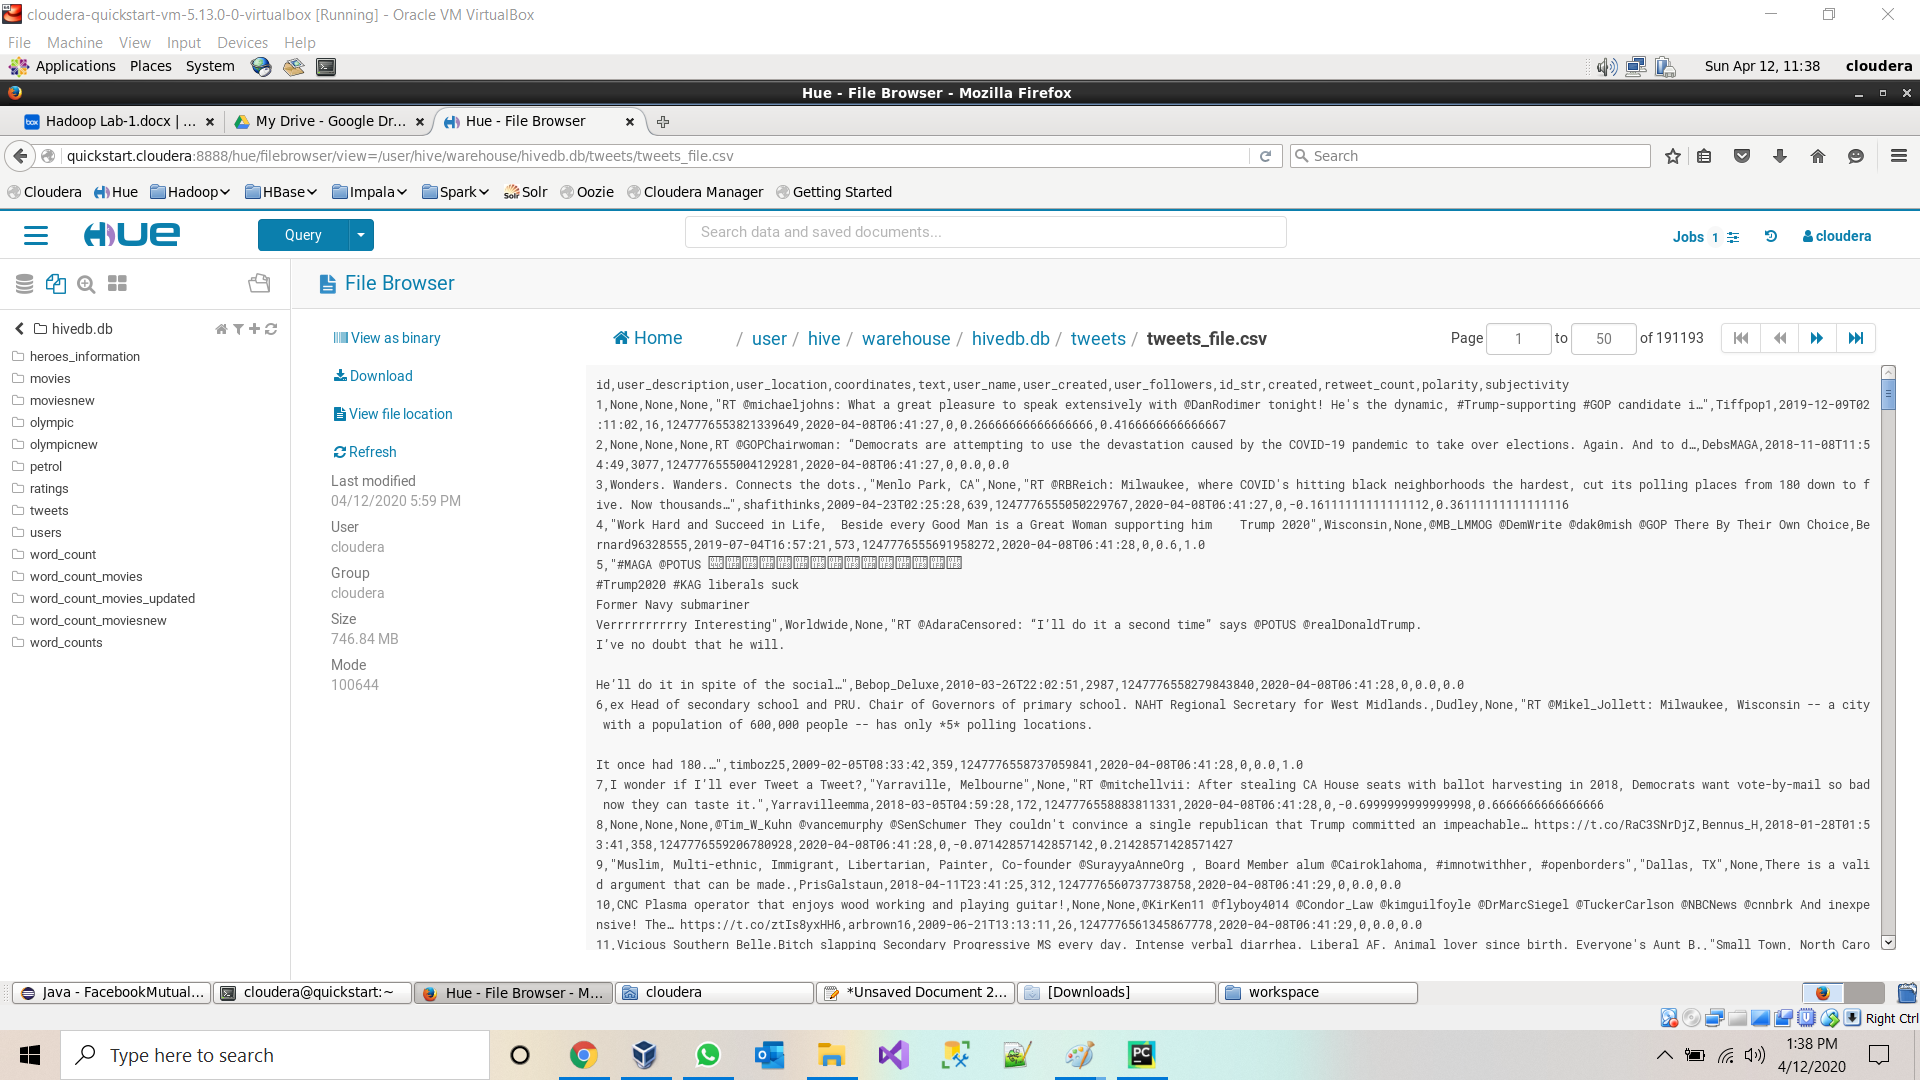 cloudera-quickstart-vm-5.13.0-0-virtualbox [Running] - Oracle VM VirtualBox
File Machine View Input Devices Help
Applications Places System Sun Apr 12, 11:38 cloudera
Hue - File Browser - Mozilla Firefox
Hadoop Lab-1.docx | ... My Drive - Google Dr... Hue - File Browser
quickstart.cloudera:8888/hue/filebrowser/view=/user/hive/warehouse/hivedb.db/tweets/tweets_file.csv Search
Cloudera Hue Hadoop HBase Impala Spark Solr Oozie Cloudera Manager Getting Started
HUE Query Search data and saved documents... Jobs 1 cloudera
File Browser
hivedb.db
heroes_information
movies
moviesnew
olympic
olympicnew
petrol
ratings
tweets
users
word_count
word_count_movies
word_count_movies_updated
word_count_moviesnew
word_counts
View as binary
Download
View file location
Refresh
Last modified
04/12/2020 5:59 PM
User
cloudera
Group
cloudera
Size
746.84 MB
Mode
100644
Home / user / hive / warehouse / hivedb.db / tweets / tweets_file.csv Page 1 to 50 of 191193
id,user_description,user_location,coordinates,text,user_name,user_created,user_followers,id_str,created,retweet_count,polarity,subjectivity
1,None,None,None,"RT @michaeljohns: What a great pleasure to speak extensively with @DanRodimer tonight! He's the dynamic, #Trump-supporting #GOP candidate i…",Tiffpop1,2019-12-09T02
:11:02,16,1247776553821339649,2020-04-08T06:41:27,0,0.26666666666666666,0.4166666666666667
2,None,None,None,RT @GOPChairwoman: “Democrats are attempting to use the devastation caused by the COVID-19 pandemic to take over elections. Again. And to d…,DebsMAGA,2018-11-08T11:5
4:49,3077,1247776555004129281,2020-04-08T06:41:27,0,0.0,0.0
3,Wonders. Wanders. Connects the dots.,"Menlo Park, CA",None,"RT @RBReich: Milwaukee, where COVID's hitting black neighborhoods the hardest, cut its polling places from 180 down to f
ive. Now thousands…",shafithinks,2009-04-23T02:25:28,639,1247776555050229767,2020-04-08T06:41:27,0,-0.16111111111111112,0.36111111111111116
4,"Work Hard and Succeed in Life,  Beside every Good Man is a Great Woman supporting him    Trump 2020",Wisconsin,None,@MB_LMMOG @DemWrite @dak0mish @GOP There By Their Own Choice,Be
rnard96328555,2019-07-04T16:57:21,573,1247776555691958272,2020-04-08T06:41:28,0,0.6,1.0
5,"#MAGA @POTUS
#Trump2020 #KAG liberals suck
Former Navy submariner
Verrrrrrrrry Interesting",Worldwide,None,"RT @AdaraCensored: “I’ll do it a second time” says @POTUS @realDonaldTrump.
I’ve no doubt that he will.
He'll do it in spite of the social…",Bebop_Deluxe,2010-03-26T22:02:51,2987,1247776558279843840,2020-04-08T06:41:28,0,0.0,0.0
6,ex Head of secondary school and PRU. Chair of Governors of primary school. NAHT Regional Secretary for West Midlands.,Dudley,None,"RT @Mikel_Jollett: Milwaukee, Wisconsin -- a city
with a population of 600,000 people -- has only *5* polling locations.
It once had 180.…",timboz25,2009-02-05T08:33:42,359,1247776558737059841,2020-04-08T06:41:28,0,0.0,1.0
7,I wonder if I'll ever Tweet a Tweet?,"Yarraville, Melbourne",None,"RT @mitchellvii: After stealing CA House seats with ballot harvesting in 2018, Democrats want vote-by-mail so bad
now they can taste it.",Yarravilleemma,2018-03-05T04:59:28,172,1247776558883811331,2020-04-08T06:41:28,0,-0.6999999999999998,0.6666666666666666
8,None,None,None,@Tim_W_Kuhn @vancemurphy @SenSchumer They couldn't convince a single republican that Trump committed an impeachable… https://t.co/RaC3SNrDjZ,Bennus_H,2018-01-28T01:5
3:41,358,1247776559206780928,2020-04-08T06:41:28,0,-0.07142857142857142,0.21428571428571427
9,"Muslim, Multi-ethnic, Immigrant, Libertarian, Painter, Co-founder @SurayyaAnneOrg , Board Member alum @Cairoklahoma, #imnotwithher, #openborders","Dallas, TX",None,There is a vali
d argument that can be made.,PrisGalstaun,2018-04-11T23:41:25,312,1247776560737738758,2020-04-08T06:41:29,0,0.0,0.0
10,CNC Plasma operator that enjoys wood working and playing guitar!,None,None,@KirKen11 @flyboy4014 @Condor_Law @kimguilfoyle @DrMarcSiegel @TuckerCarlson @NBCNews @cnnbrk And inexpe
nsive! The… https://t.co/ztIs8yxHH6,arbrown16,2009-06-21T13:13:11,26,1247776561345867778,2020-04-08T06:41:29,0,0.0,0.0
11,Vicious Southern Belle.Bitch slapping Secondary Progressive MS every day. Intense verbal diarrhea. Liberal AF. Animal lover since birth. Everyone's Aunt B.,"Small Town, North Caro
Java - FacebookMutual... cloudera@quickstart:~ Hue - File Browser - M... cloudera *Unsaved Document 2... [Downloads] workspace
Right Ctrl
Type here to search 1:38 PM
4/12/2020